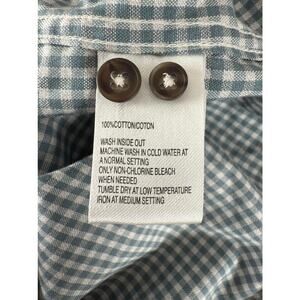 100%COTTON/COTON
WASH INSIDE OUT
MACHINE WASH IN COLD WATER AT
A NORMAL SETTING
ONLY NON-CHLORINE BLEACH
WHEN NEEDED
TUMBLE DRY AT LOW TEMPERATURE
IRON AT MEDIUM SETTING